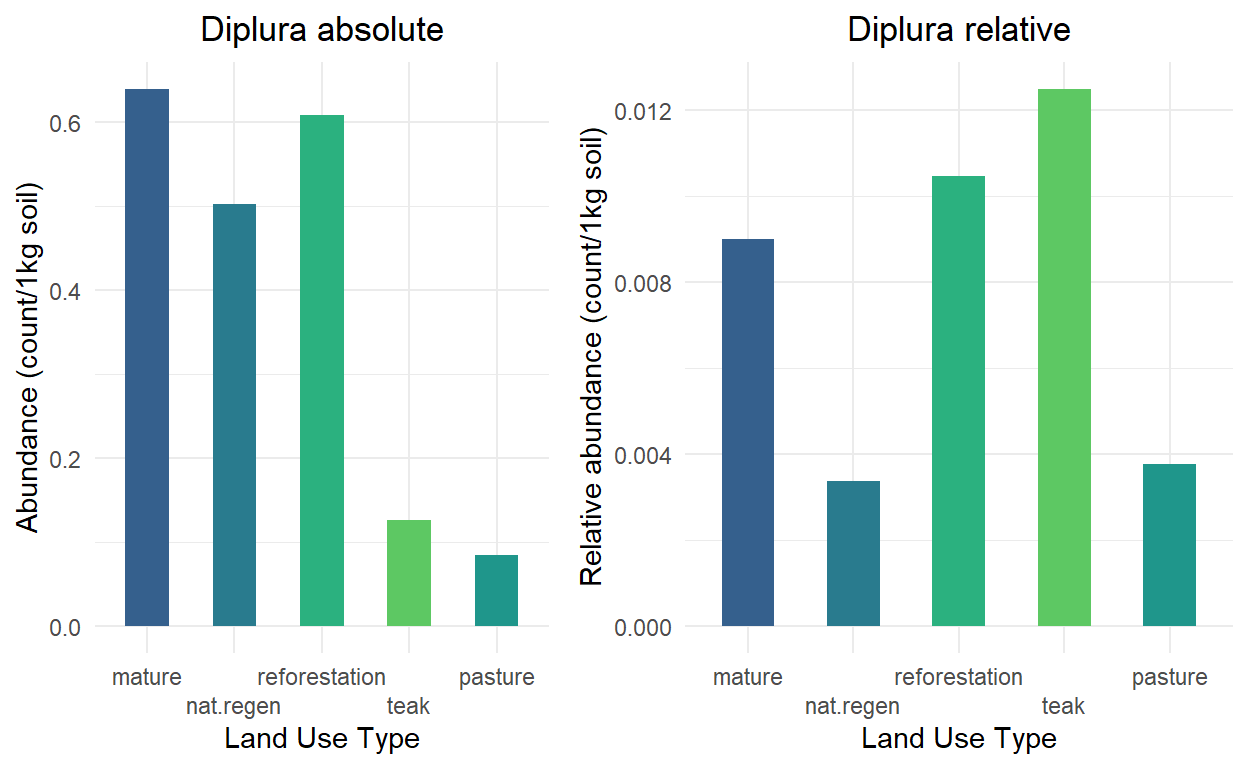 Diplura absolute
Abundance (count/1kg soil)
0.6
0.4
0.2
0.0
mature
nat.regen
reforestation
teak
pasture
Land Use Type
Diplura relative
Relative abundance (count/1kg soil)
0.012
0.008
0.004
0.000
mature
nat.regen
reforestation
teak
pasture
Land Use Type